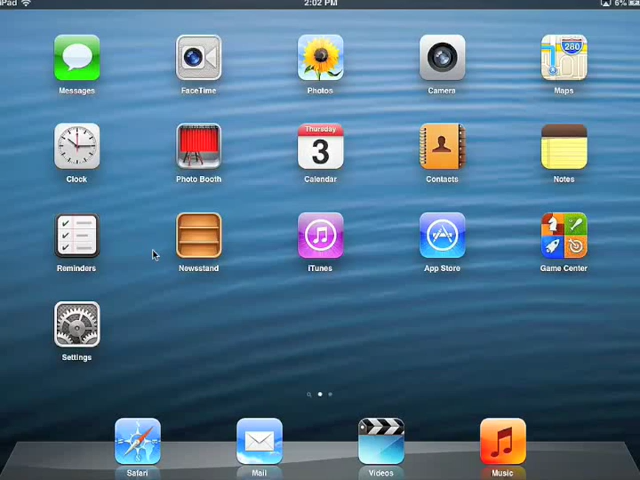 iPad 2:02 PM 6%
Messages FaceTime Photos Camera Maps
280
Thursday
3
Clock Photo Booth Calendar Contacts Notes
Reminders Newsstand iTunes App Store Game Center
Settings
Safari Mail Videos Music